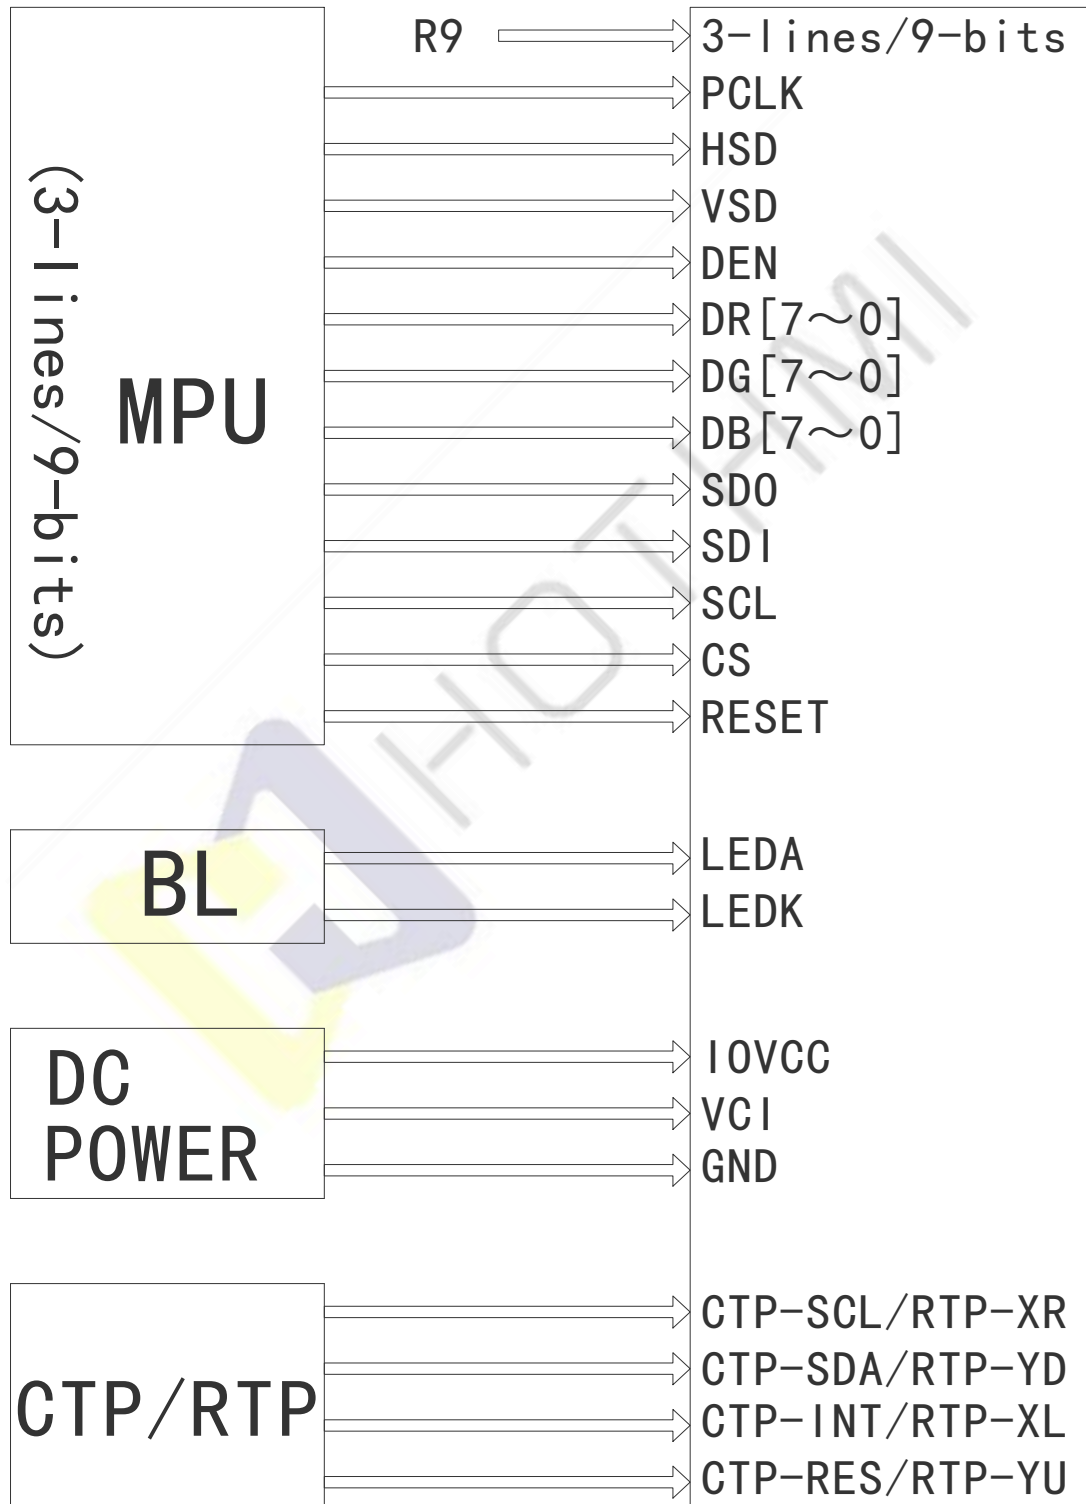 R9
3-lines/9-bits
PCLK
HSD
VSD
DEN
DR[7～0]
DG[7～0]
DB[7～0]
SDO
SDI
SCL
CS
RESET
(3-lines/9-bits)
MPU
BL
LEDA
LEDK
DC
POWER
IOVCC
VCI
GND
CTP/RTP
CTP-SCL/RTP-XR
CTP-SDA/RTP-YD
CTP-INT/RTP-XL
CTP-RES/RTP-YU
HOT HMI